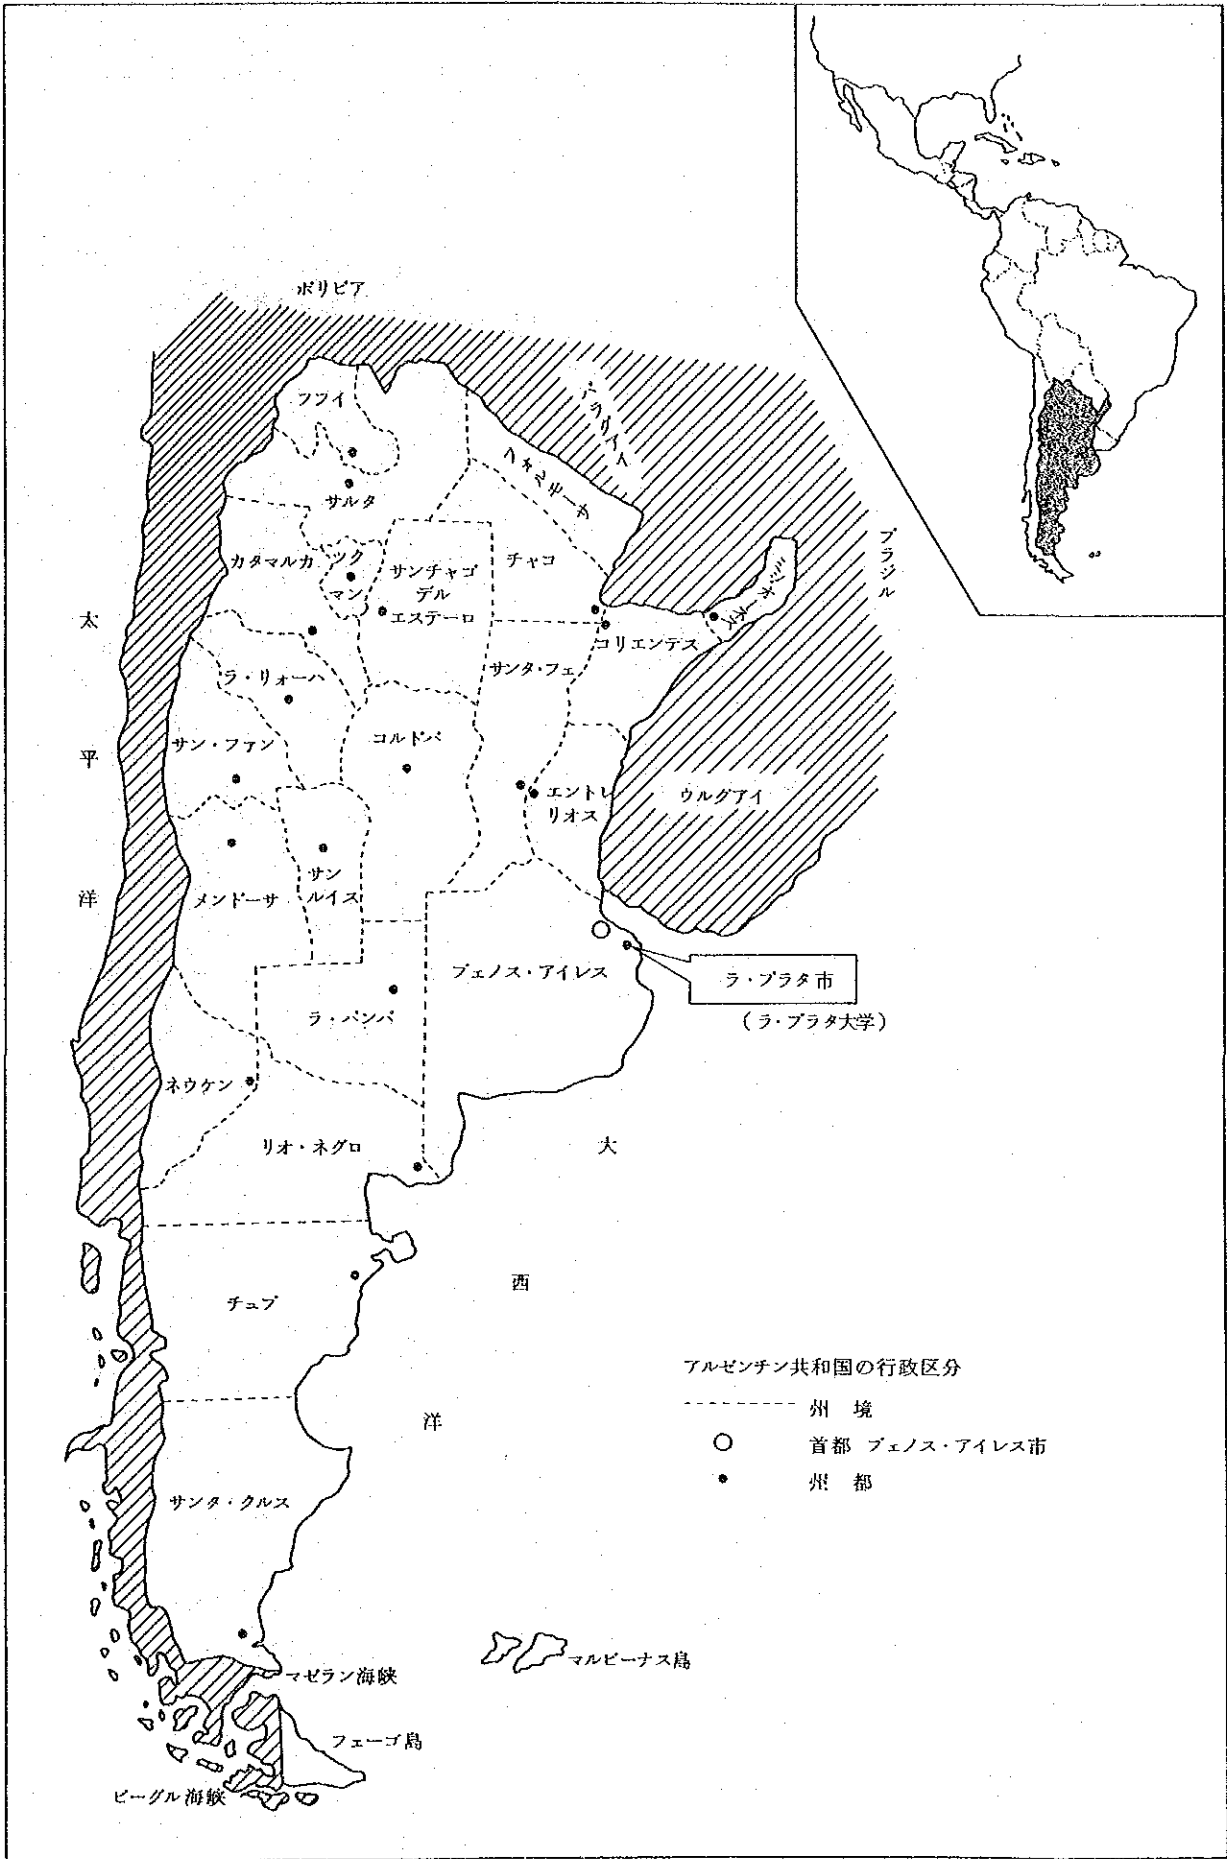 ボリビア
パラグアイ
フフイ
フォルモーサ
サルタ
ブラジル
カタマルカ
ツク
マン
サンチャゴ
デル
エステーロ
チャコ
ミシオーネス
コリエンテス
サンタ・フェ
ラ・リォーハ
サン・ファン
コルドバ
エントレ
リオス
ウルグアイ
サン
ルイス
メンドーサ
太平洋
ブェノス・アイレス
ラ・プラタ市
(ラ・プラタ大学)
ラ・パンパ
ネウケン
リオ・ネグロ
大西洋
チュブ
サンタ・クルス
アルゼンチン共和国の行政区分
州 境
首都 ブェノス・アイレス市
州 都
マルビーナス島
マゼラン海峡
フェーゴ島
ビーグル海峡